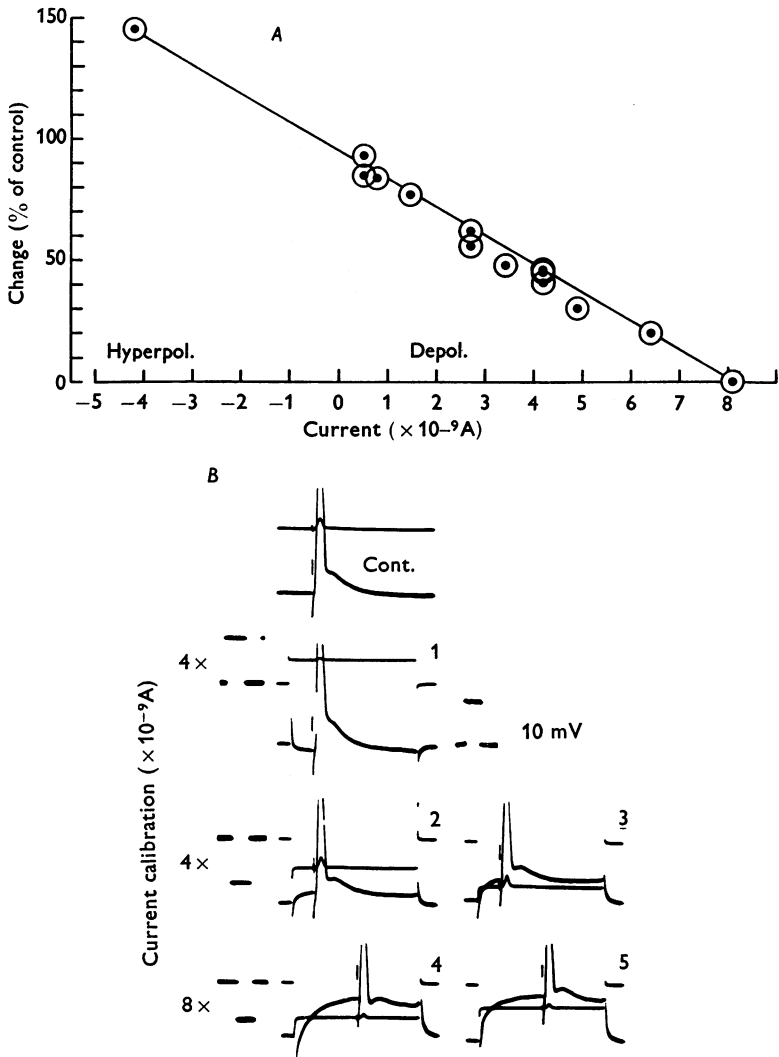 A
150
100
50
0
Change (% of control)
Hyperpol.
Depol.
−5 −4 −3 −2 −1 0 1 2 3 4 5 6 7 8
Current ( × 10–⁹A)
B
Cont.
4×
1
10 mV
Current calibration ( × 10–⁹A)
4×
2
3
8×
4
5